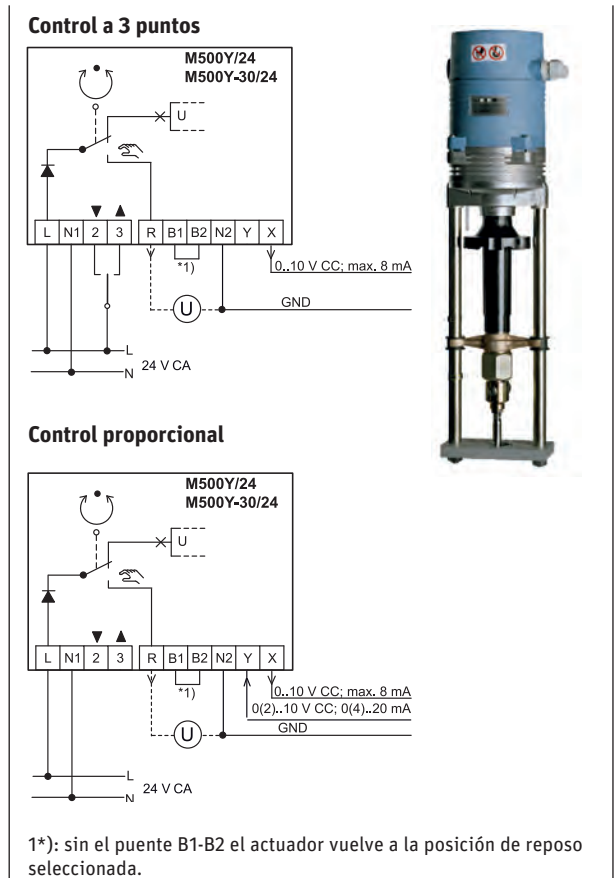 Control a 3 puntos
M500Y/24
M500Y-30/24
U
L N1 2 3 R B1 B2 N2 Y X
*1)
0..10 V CC; max. 8 mA
U
GND
L
24 V CA
N
Control proporcional
M500Y/24
M500Y-30/24
U
L N1 2 3 R B1 B2 N2 Y X
*1)
0..10 V CC; max. 8 mA
0(2)..10 V CC; 0(4)..20 mA
U
GND
L
24 V CA
N
1*): sin el puente B1-B2 el actuador vuelve a la posición de reposo
seleccionada.